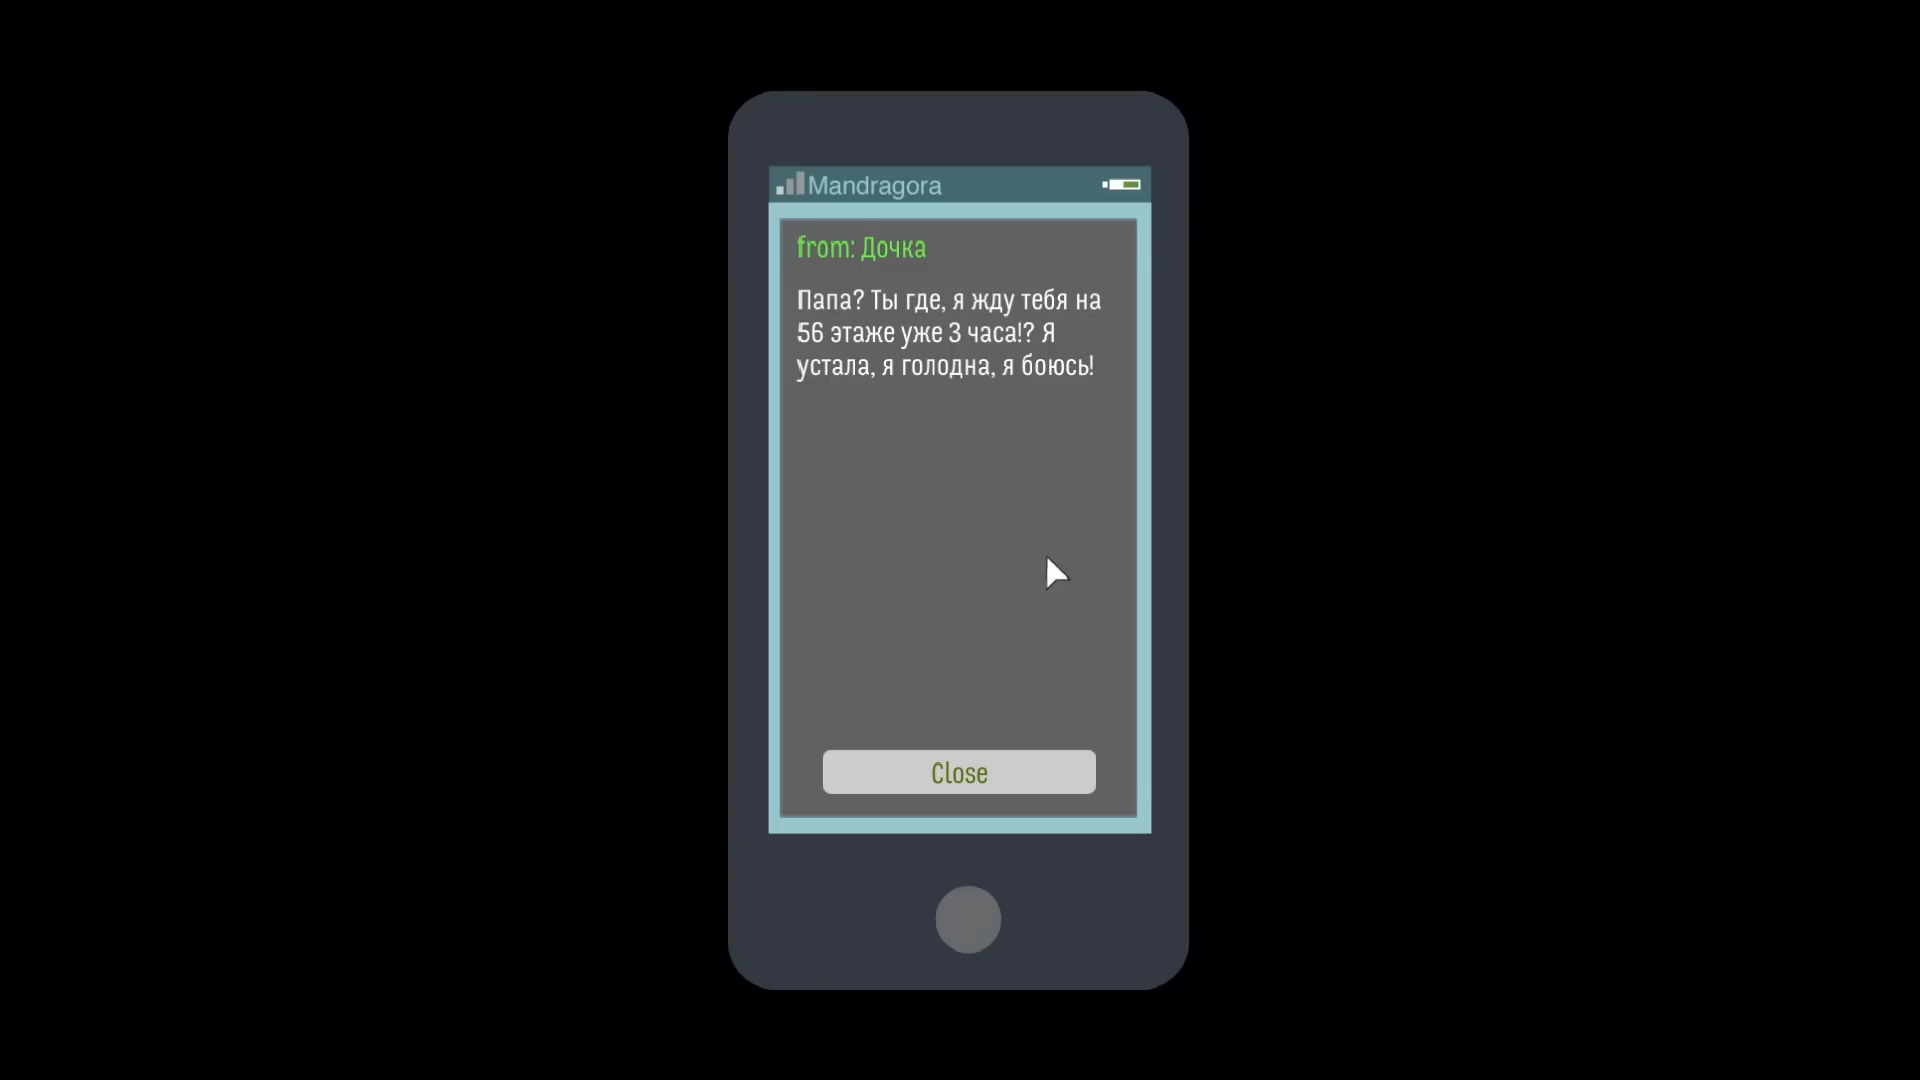 Mandragora
from: Дочка
Папа? Ты где, я жду тебя на
56 этаже уже 3 часа!? Я
устала, я голодна, я боюсь!
Close